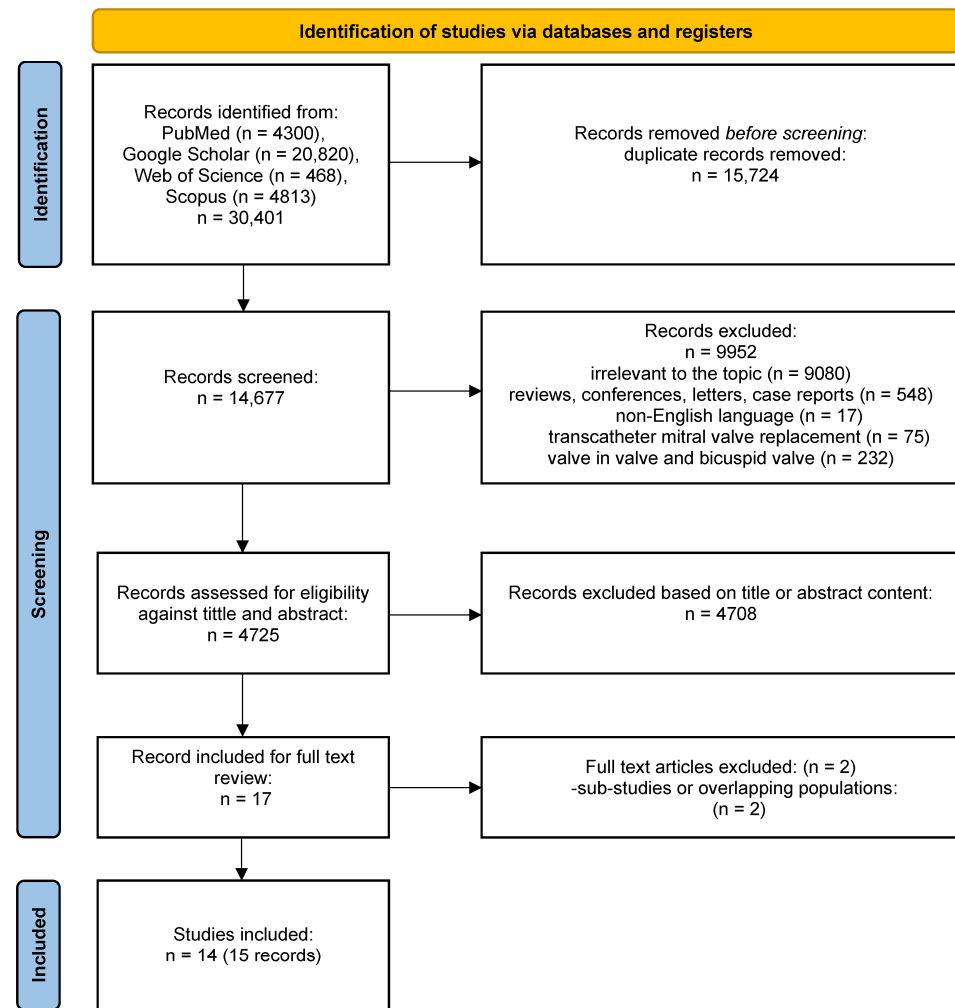 Identification of studies via databases and registers
Identification
Records identified from:
PubMed (n = 4300),
Google Scholar (n = 20,820),
Web of Science (n = 468),
Scopus (n = 4813)
n = 30,401
Records removed before screening:
duplicate records removed:
n = 15,724
Screening
Records screened:
n = 14,677
Records excluded:
n = 9952
irrelevant to the topic (n = 9080)
reviews, conferences, letters, case reports (n = 548)
non-English language (n = 17)
transcatheter mitral valve replacement (n = 75)
valve in valve and bicuspid valve (n = 232)
Records assessed for eligibility
against tittle and abstract:
n = 4725
Records excluded based on title or abstract content:
n = 4708
Record included for full text
review:
n = 17
Full text articles excluded: (n = 2)
-sub-studies or overlapping populations:
(n = 2)
Included
Studies included:
n = 14 (15 records)